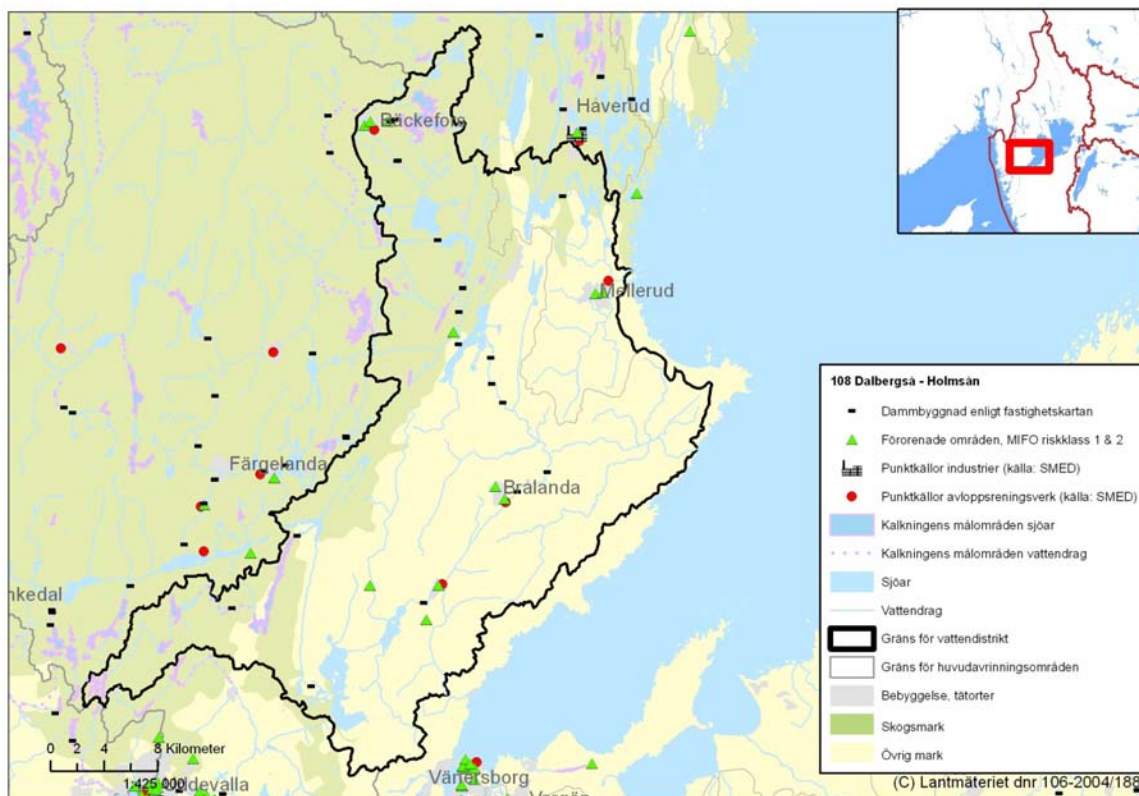 Håverud
Bäckefors
Mellerud
Färgelanda
Brålanda
nkedal
0 2 4 8 Kilometer
1:425 000
ldevalla
Vänersborg
108 Dalbergså - Holmsån
Dammbyggnad enligt fastighetskartan
Förorenade områden, MIFO riskklass 1 & 2
Punktkällor industrier (källa: SMED)
Punktkällor avloppsreningsverk (källa: SMED)
Kalkningens målområden sjöar
Kalkningens målområden vattendrag
Sjöar
Vattendrag
Gräns för vattendistrikt
Gräns för huvudavrinningsområden
Bebyggelse, tätorter
Skogsmark
Övrig mark
(C) Lantmäteriet dnr 106-2004/188